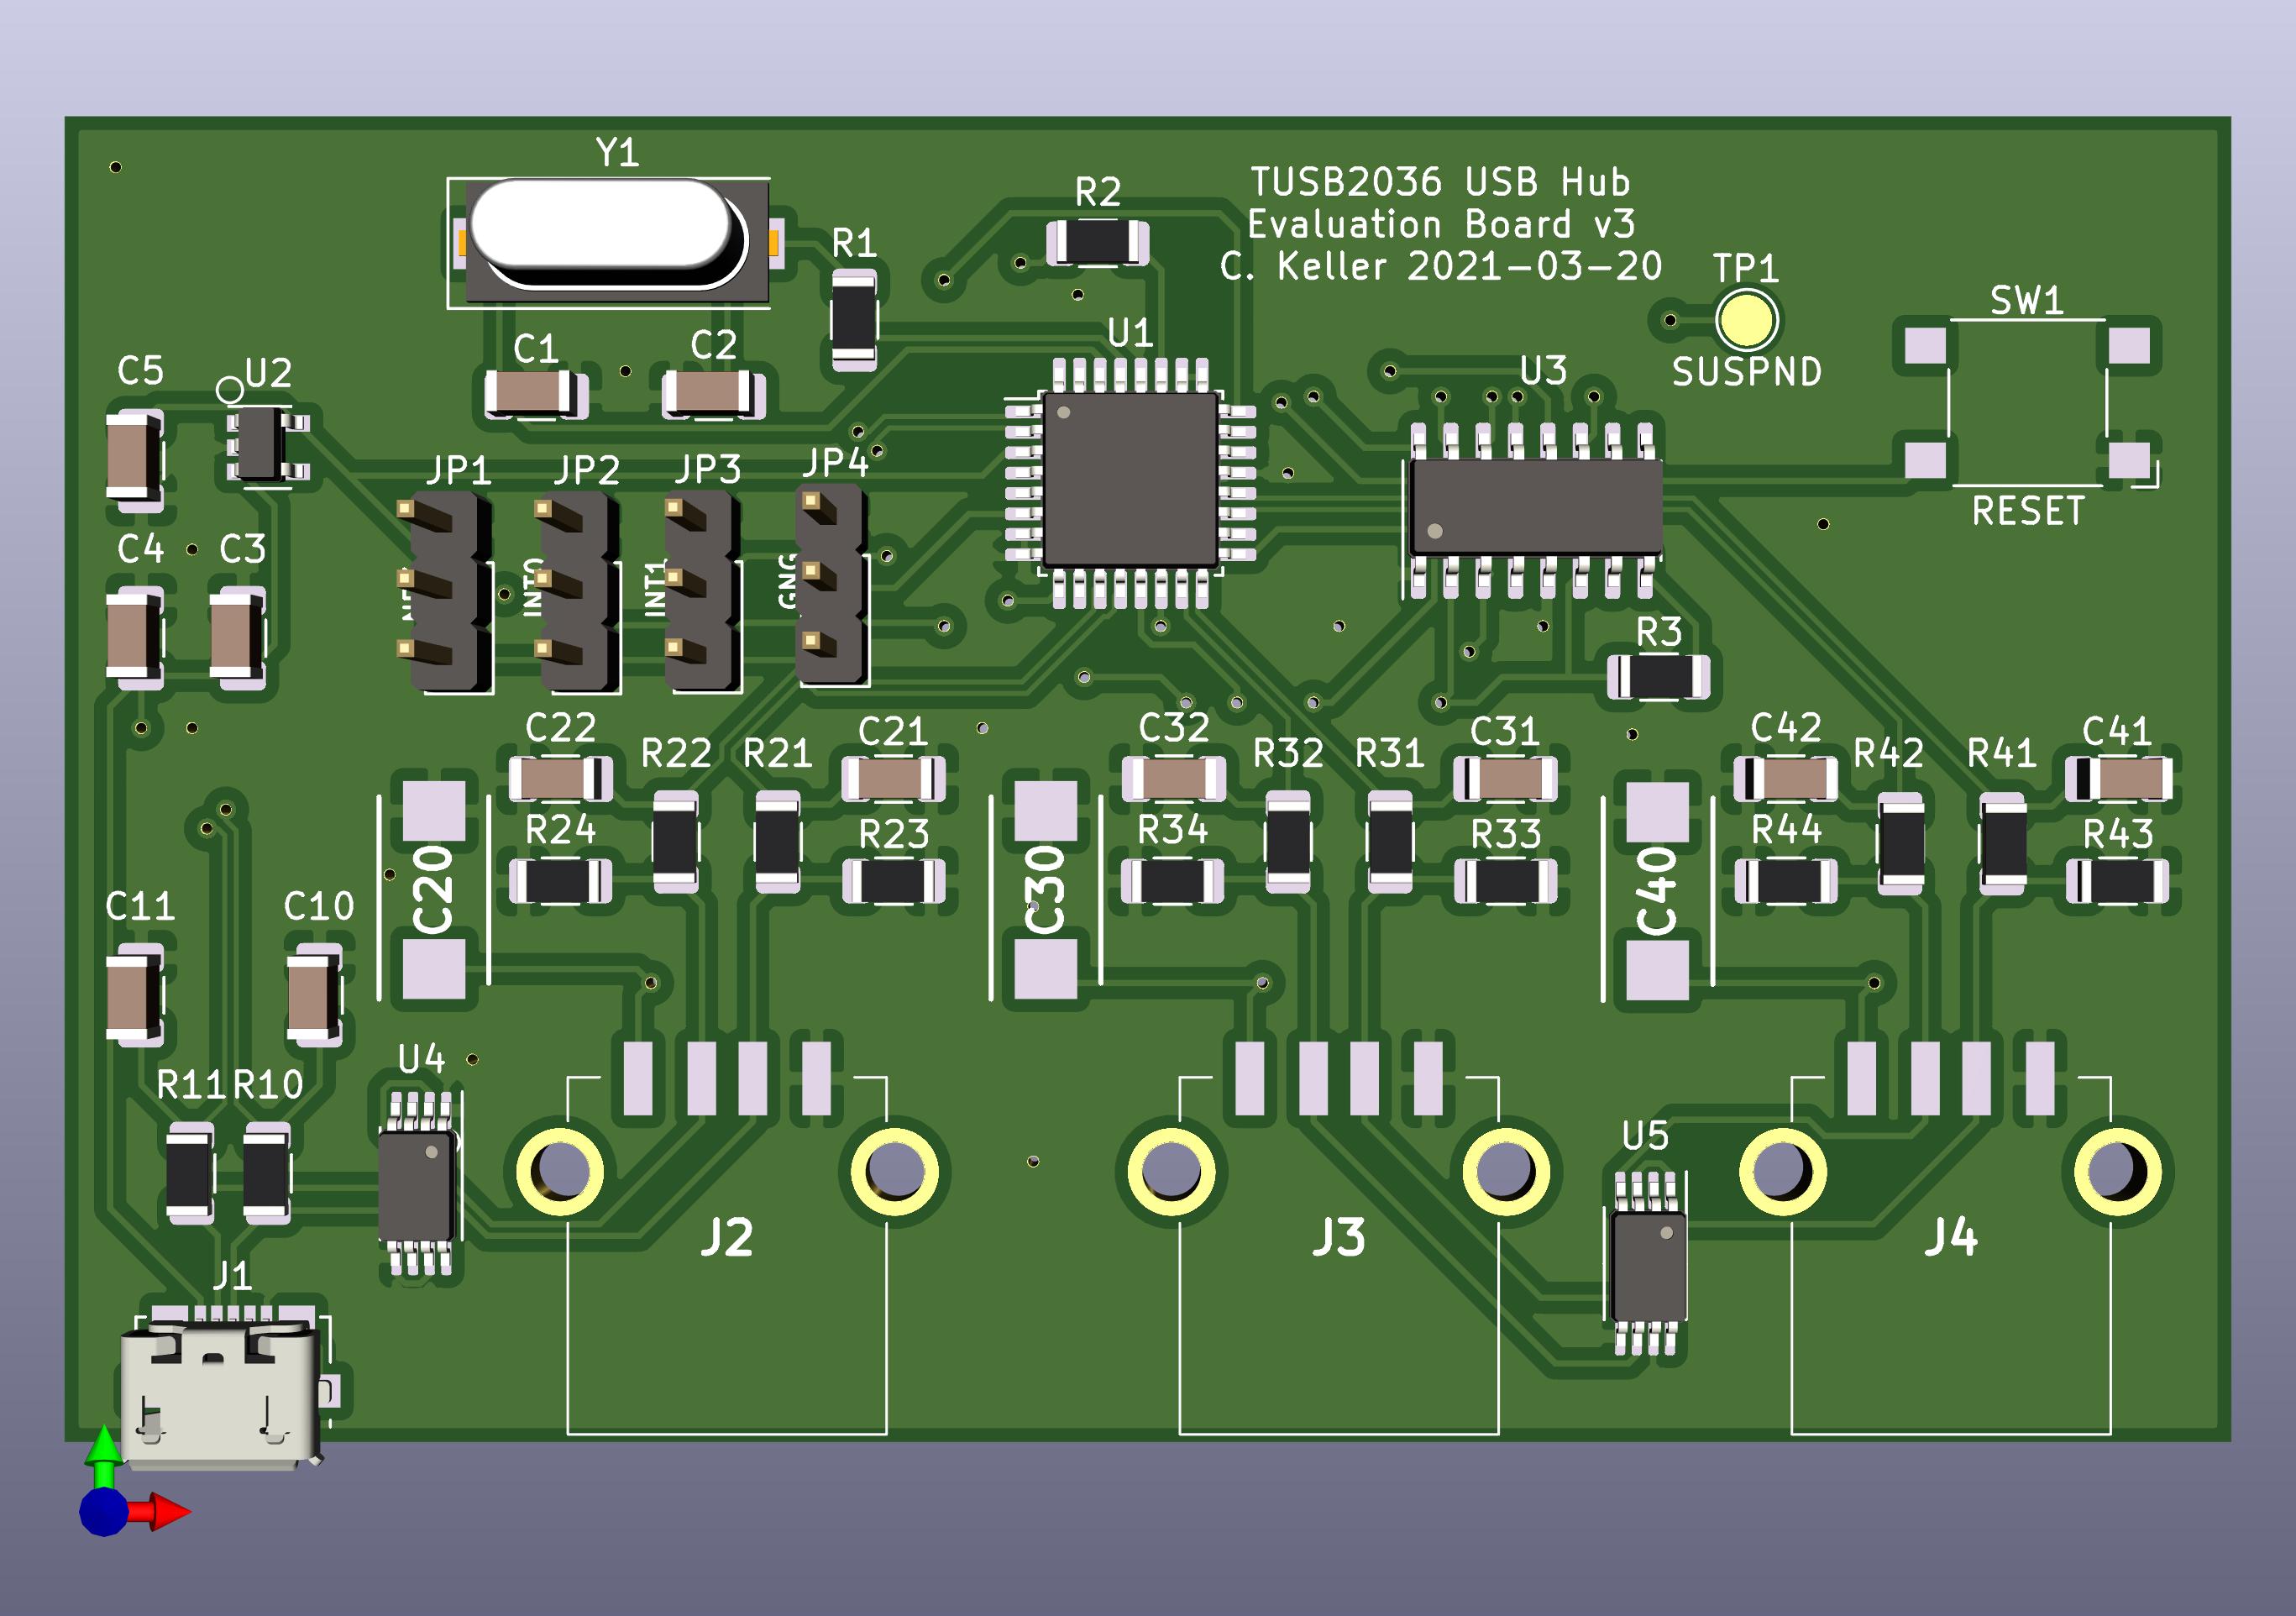 Y1
TUSB2036 USB Hub
Evaluation Board v3
C. Keller 2021-03-20
R2
R1
TP1
SUSPND
SW1
RESET
U1
C1
C2
U3
C5
U2
JP1
JP2
JP3
JP4
C4
C3
INT0
INT1
R3
C22
R22
R21
C21
C32
R32
R31
C31
C42
R42
R41
C41
R24
R23
R34
R33
R44
R43
C20
C30
C40
C11
C10
U4
R11
R10
U5
J2
J3
J4
J1